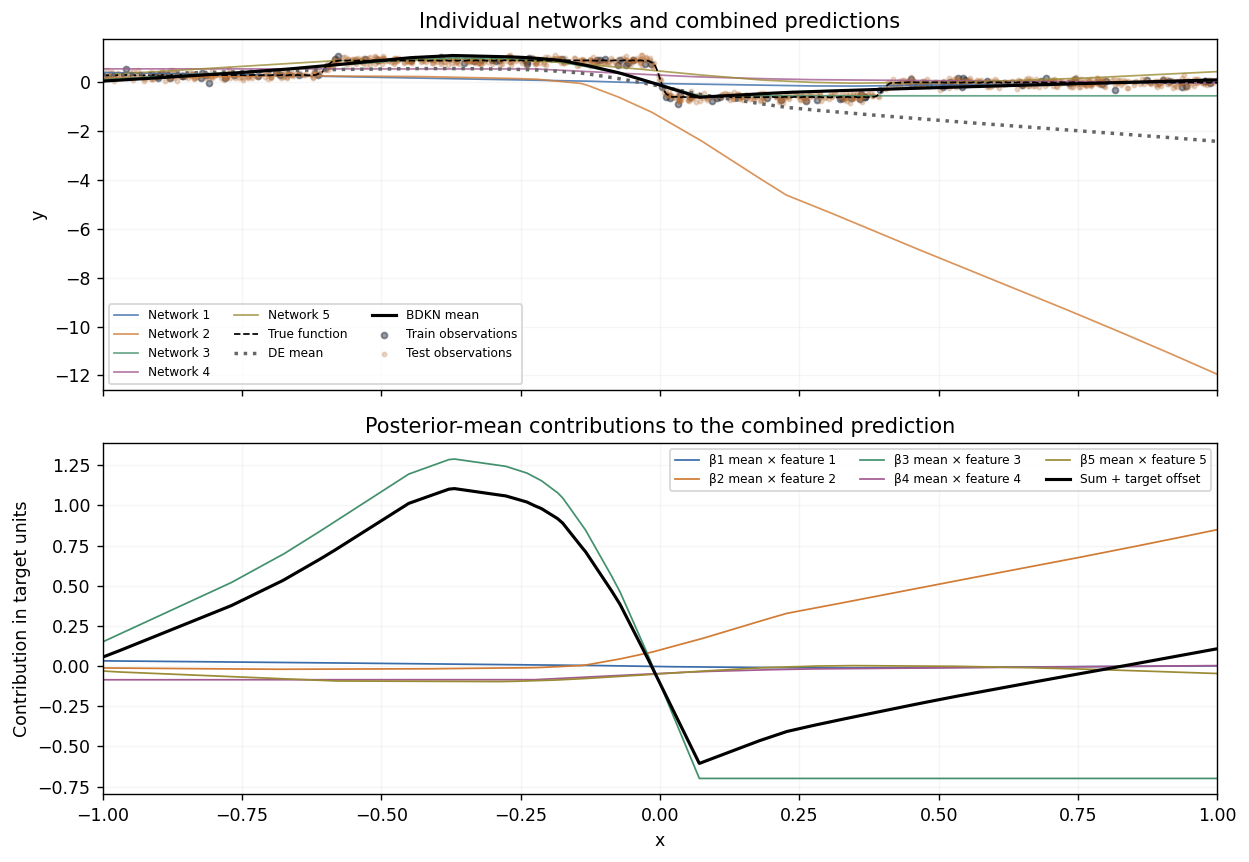 Individual networks and combined predictions
0
−2
−4
−6
−8
−10
−12
y
Network 1
Network 2
Network 3
Network 4
Network 5
True function
DE mean
BDKN mean
Train observations
Test observations
Posterior-mean contributions to the combined prediction
1.25
1.00
0.75
0.50
0.25
0.00
−0.25
−0.50
−0.75
Contribution in target units
β1 mean × feature 1
β2 mean × feature 2
β3 mean × feature 3
β4 mean × feature 4
β5 mean × feature 5
Sum + target offset
−1.00 −0.75 −0.50 −0.25 0.00 0.25 0.50 0.75 1.00
x